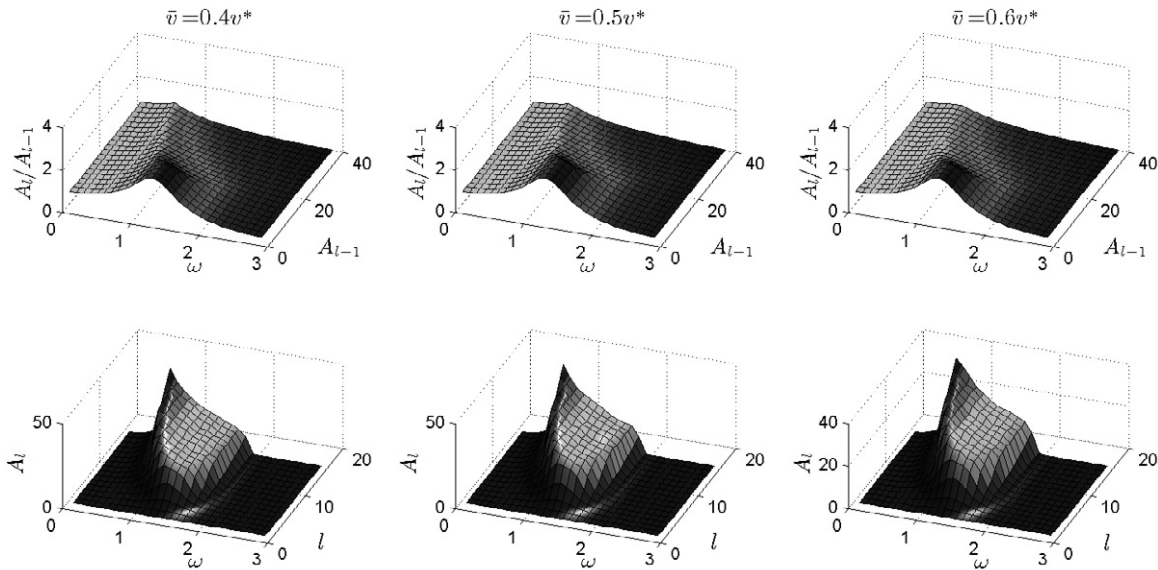 v̄=0.4v* v̄=0.5v* v̄=0.6v*
4 4 4
A_l/A_{l−1} A_l/A_{l−1} A_l/A_{l−1}
2 2 2
40 40 40
0 0 0
20 20 20
0 1 2 3 0 A_{l−1} 0 1 2 3 0 A_{l−1} 0 1 2 3 0 A_{l−1}
ω ω ω
50 50 40
20 20 20
A_l A_l A_l
20
10 10 10
0 0 0
0 1 2 3 0 l 0 1 2 3 0 l 0 1 2 3 0 l
ω ω ω